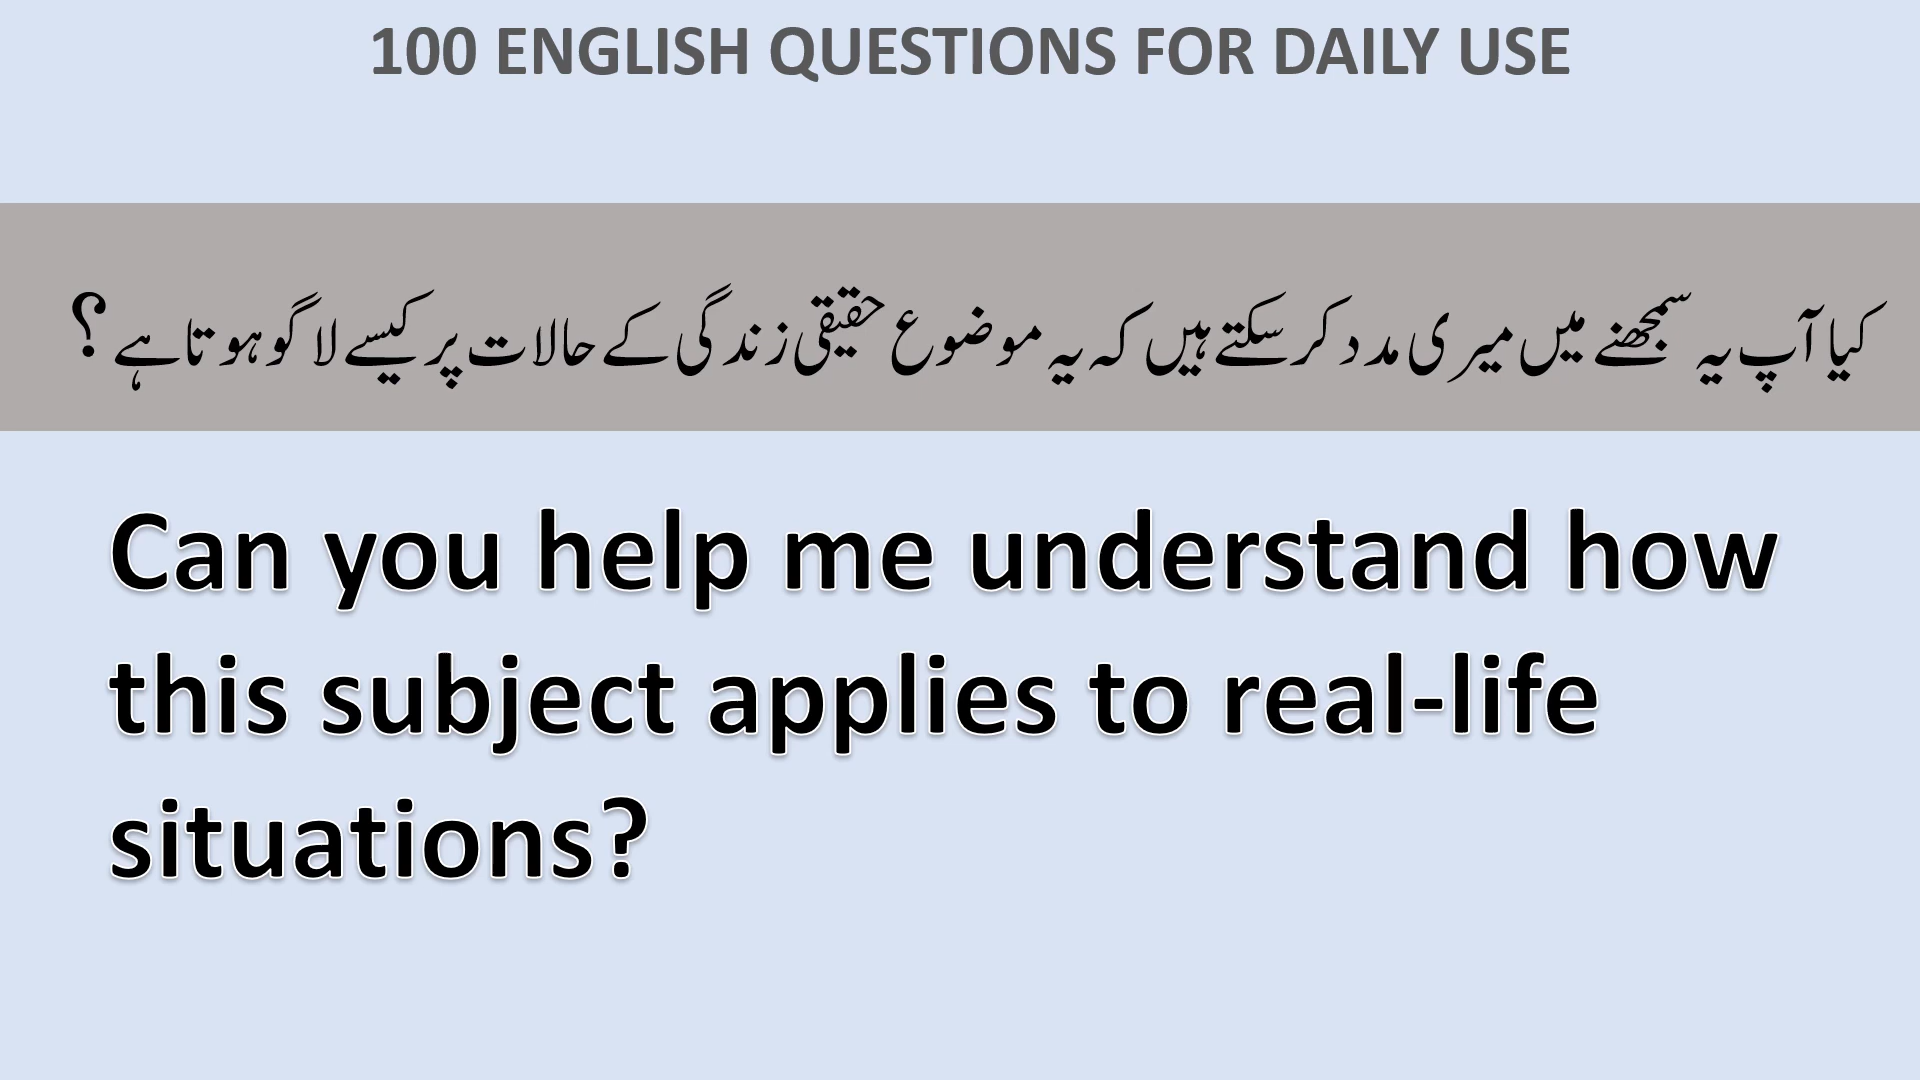 100 ENGLISH QUESTIONS FOR DAILY USE
کیا آپ یہ سمجھنے میں میری مدد کر سکتے ہیں کہ یہ موضوع حقیقی زندگی کے حالات پر کیسے لاگو ہوتا ہے؟
Can you help me understand how
this subject applies to real-life
situations?